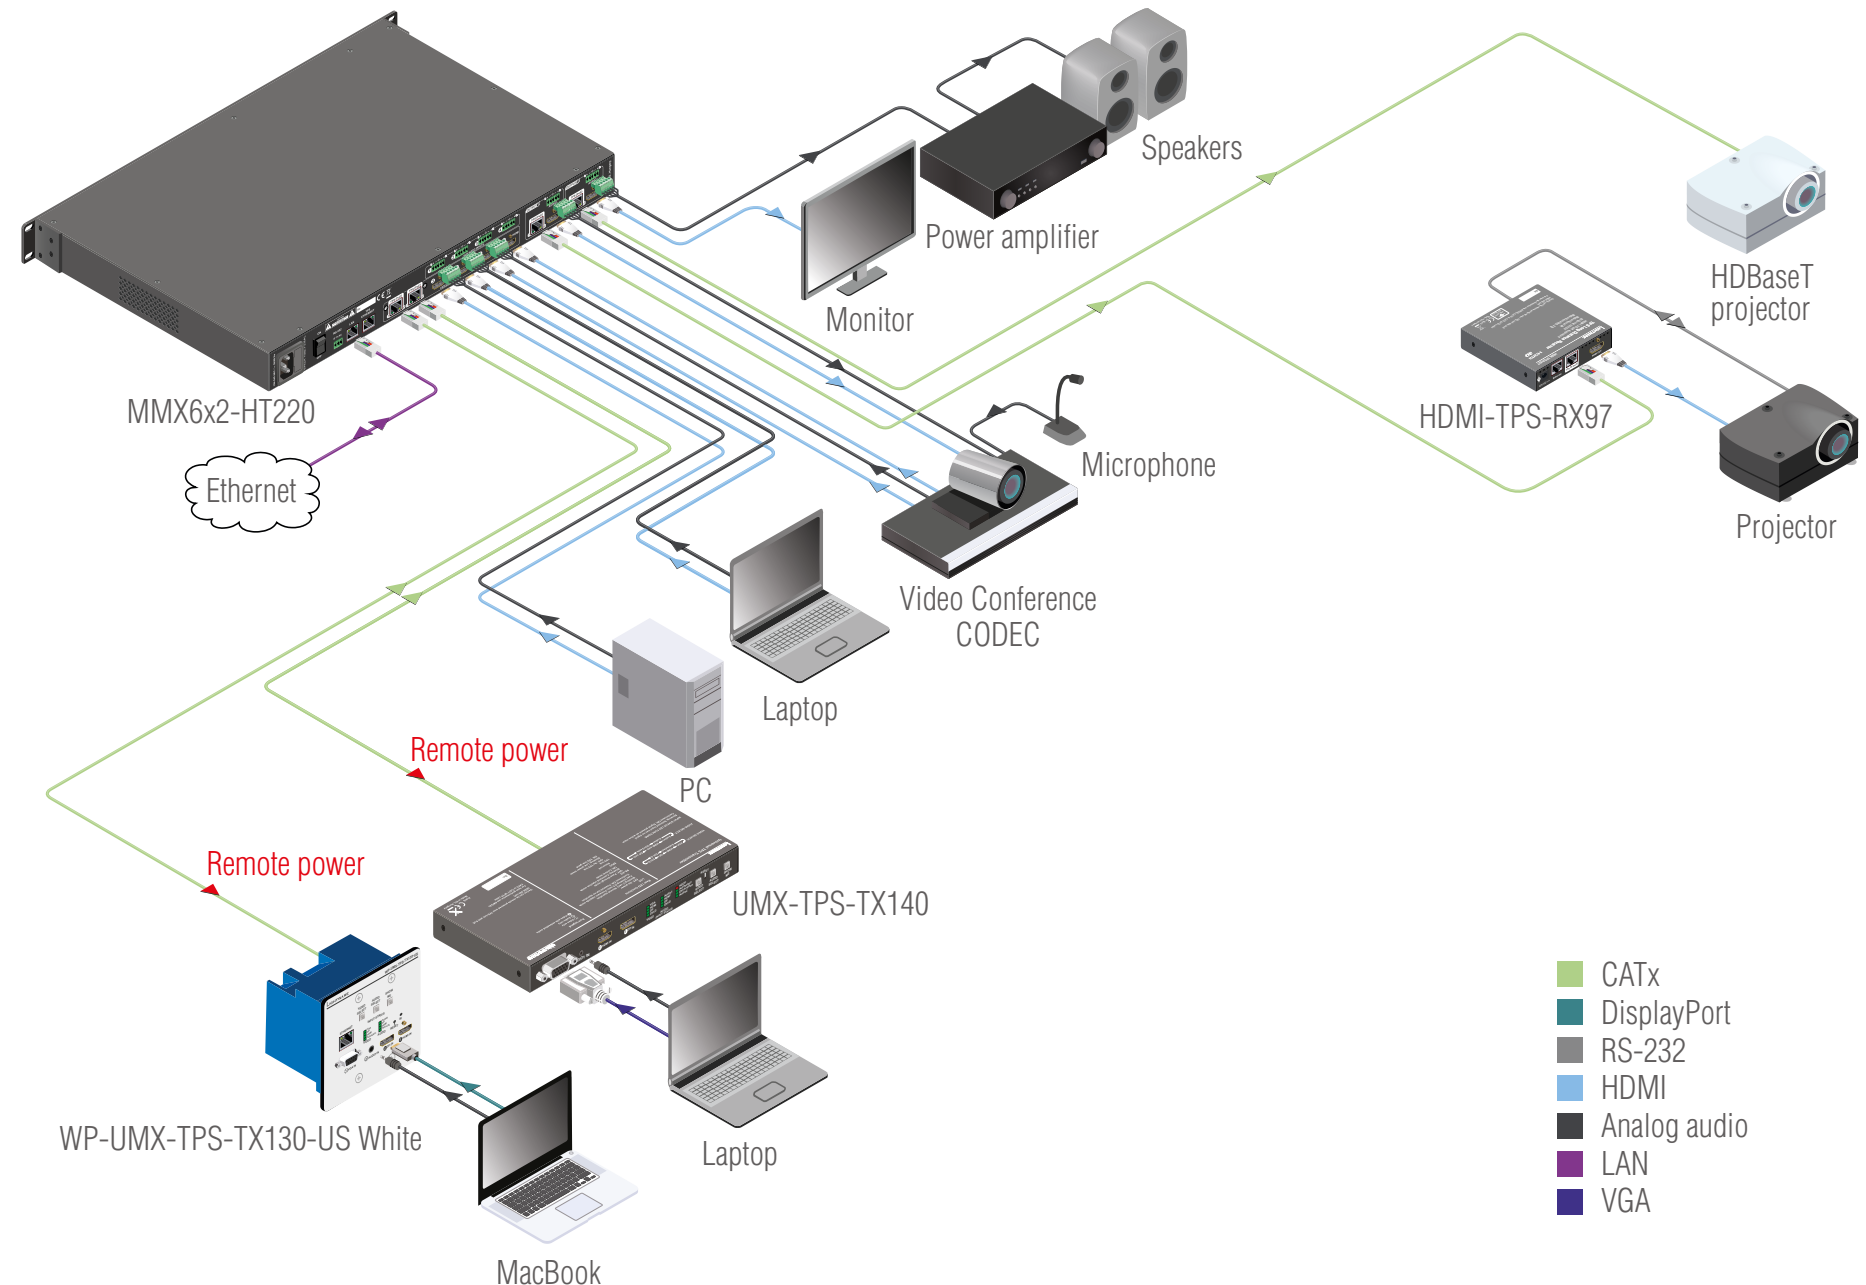 Speakers
Power amplifier
Monitor
HDBaseT
projector
MMX6x2-HT220
HDMI-TPS-RX97
Microphone
Ethernet
Projector
Video Conference
CODEC
Laptop
Remote power
PC
Remote power
UMX-TPS-TX140
WP-UMX-TPS-TX130-US White
Laptop
MacBook
CATx
DisplayPort
RS-232
HDMI
Analog audio
LAN
VGA